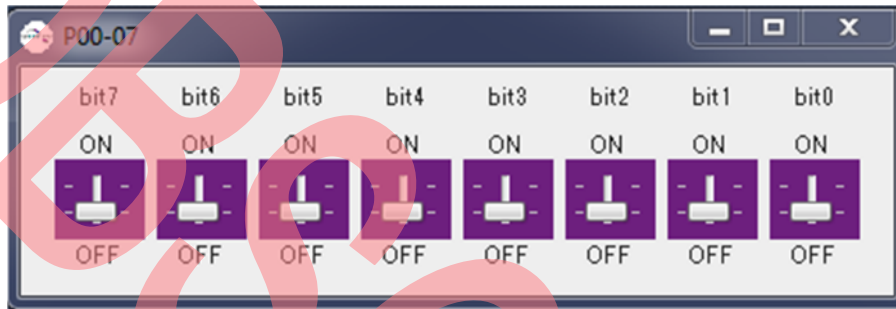 P00-07
bit7 bit6 bit5 bit4 bit3 bit2 bit1 bit0
ON ON ON ON ON ON ON ON
OFF OFF OFF OFF OFF OFF OFF OFF